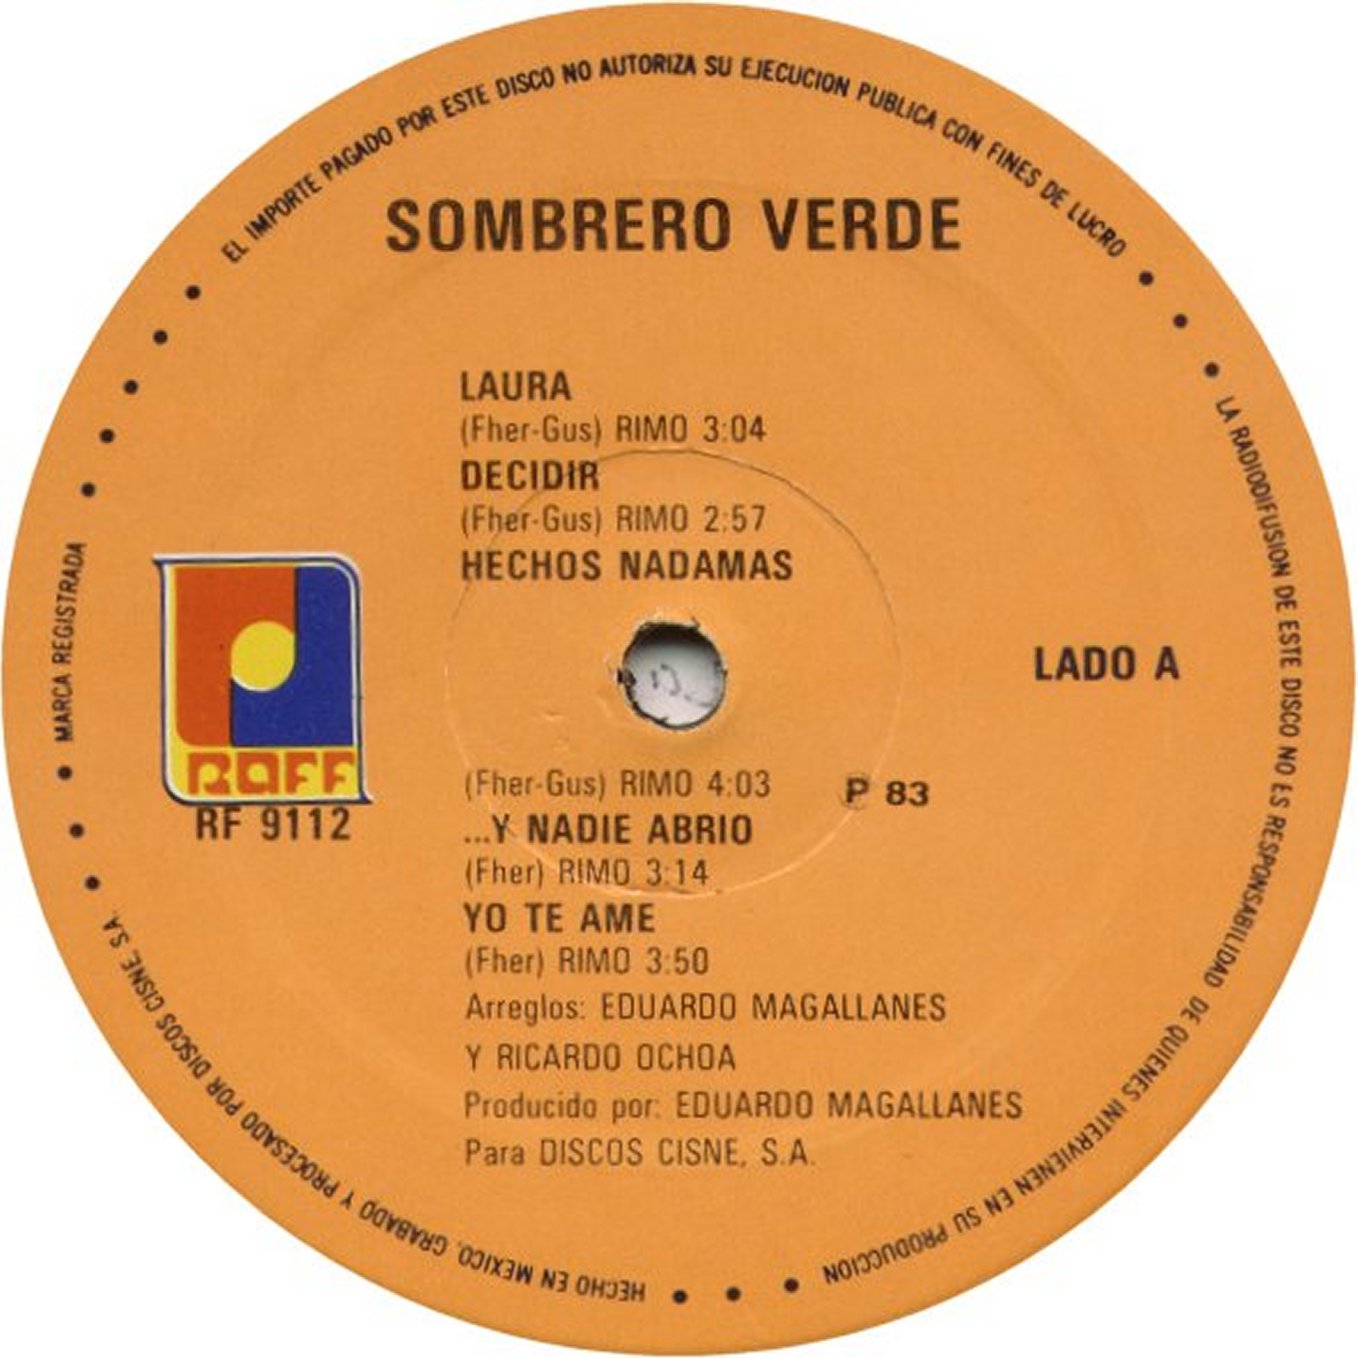 EL IMPORTE PAGADO POR ESTE DISCO NO AUTORIZA SU EJECUCION PUBLICA CON FINES DE LUCRO
SOMBRERO VERDE
LAURA
(Fher-Gus) RIMO 3:04
DECIDIR
(Fher-Gus) RIMO 2:57
HECHOS NADAMAS
LADO A
RAFF
RF 9112
(Fher-Gus) RIMO 4:03
P 83
...Y NADIE ABRIO
(Fher) RIMO 3:14
YO TE AME
(Fher) RIMO 3:50
Arreglos: EDUARDO MAGALLANES
Y RICARDO OCHOA
Producido por: EDUARDO MAGALLANES
Para DISCOS CISNE, S.A.
LA RADIODIFUSION DE ESTE DISCO NO ES RESPONSABILIDAD DE QUIENES INTERVIENEN EN SU PRODUCCION
HECHO EN MEXICO. GRABADO Y PROCESADO POR DISCOS CISNE, S.A.
MARCA REGISTRADA